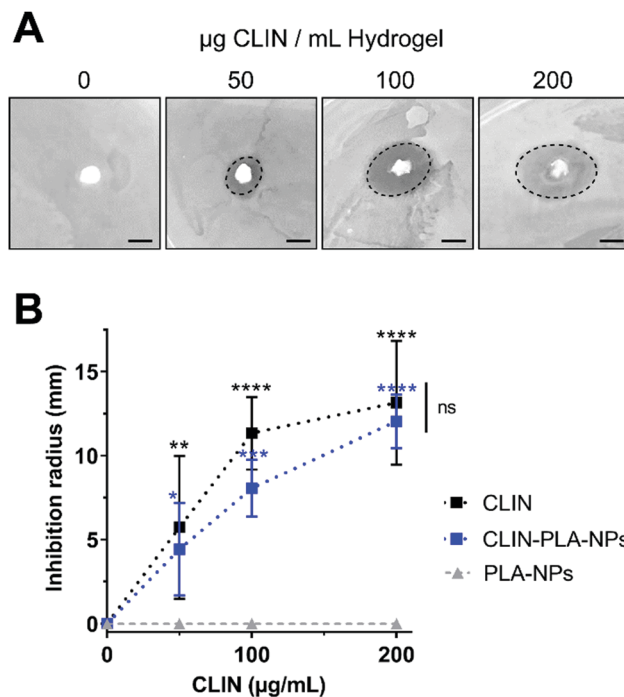 A
µg CLIN / mL Hydrogel
0 50 100 200
B
Inhibition radius (mm)
15
10
5
0
0 100 200
CLIN (µg/mL)
**
*
****
***
****
****
ns
CLIN
CLIN-PLA-NPs
PLA-NPs